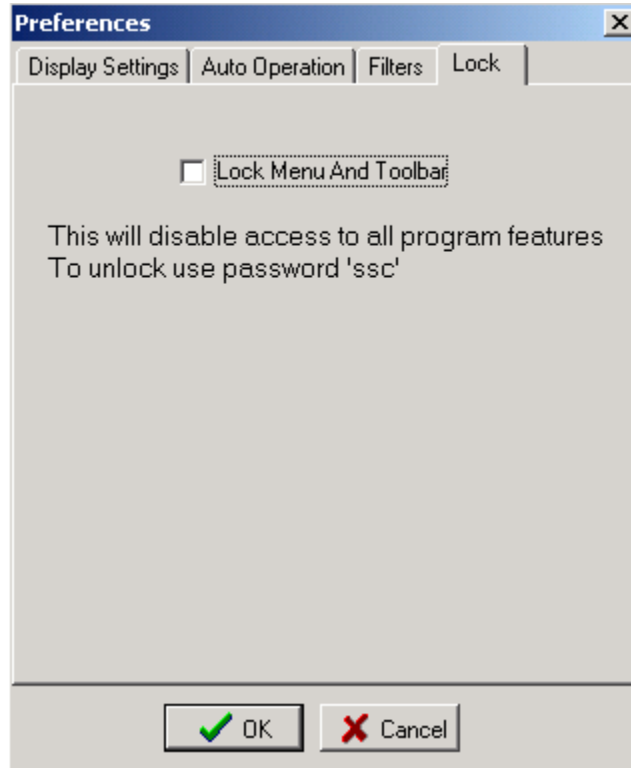 Preferences
Display Settings Auto Operation Filters Lock
Lock Menu And Toolbar
This will disable access to all program features
To unlock use password 'ssc'
OK Cancel